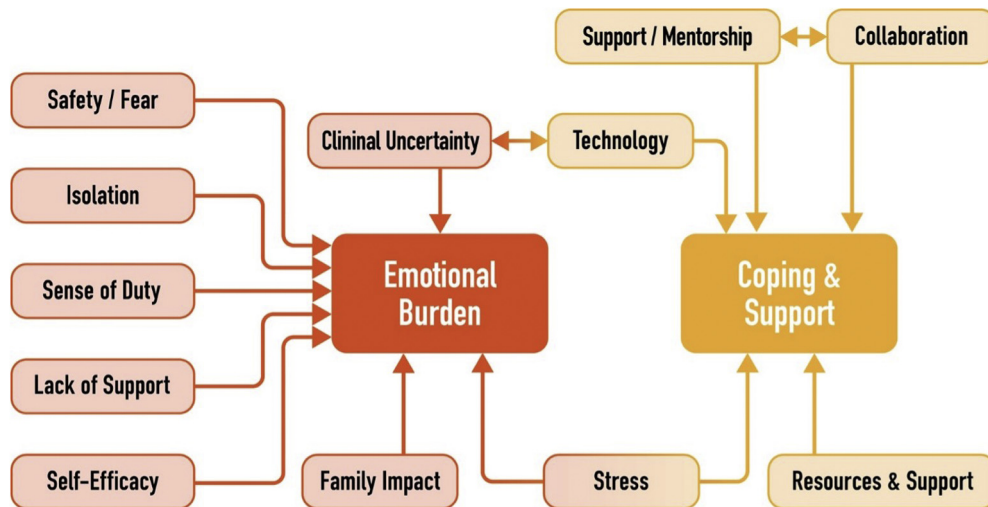 Support / Mentorship
Collaboration
Safety / Fear
Clininal Uncertainty
Technology
Isolation
Emotional
Burden
Coping &
Support
Sense of Duty
Lack of Support
Self-Efficacy
Family Impact
Stress
Resources & Support